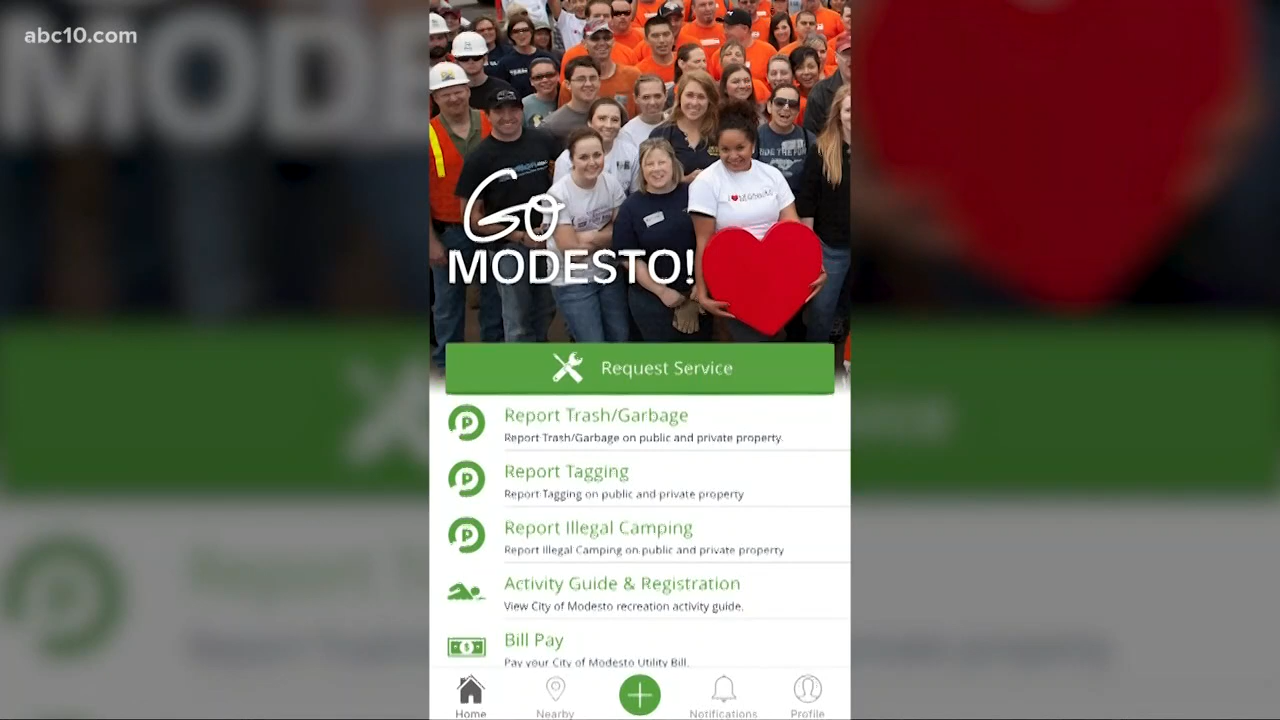 abc10.com
GO
MODESTO!
Request Service
Report Trash/Garbage
Report Trash/Garbage on public and private property.
Report Tagging
Report Tagging on public and private property
Report Illegal Camping
Report Illegal Camping on public and private property
Activity Guide & Registration
View City of Modesto recreation activity guide.
Bill Pay
Pay your City of Modesto Utility Bill.
Home
Nearby
Notifications
Profile